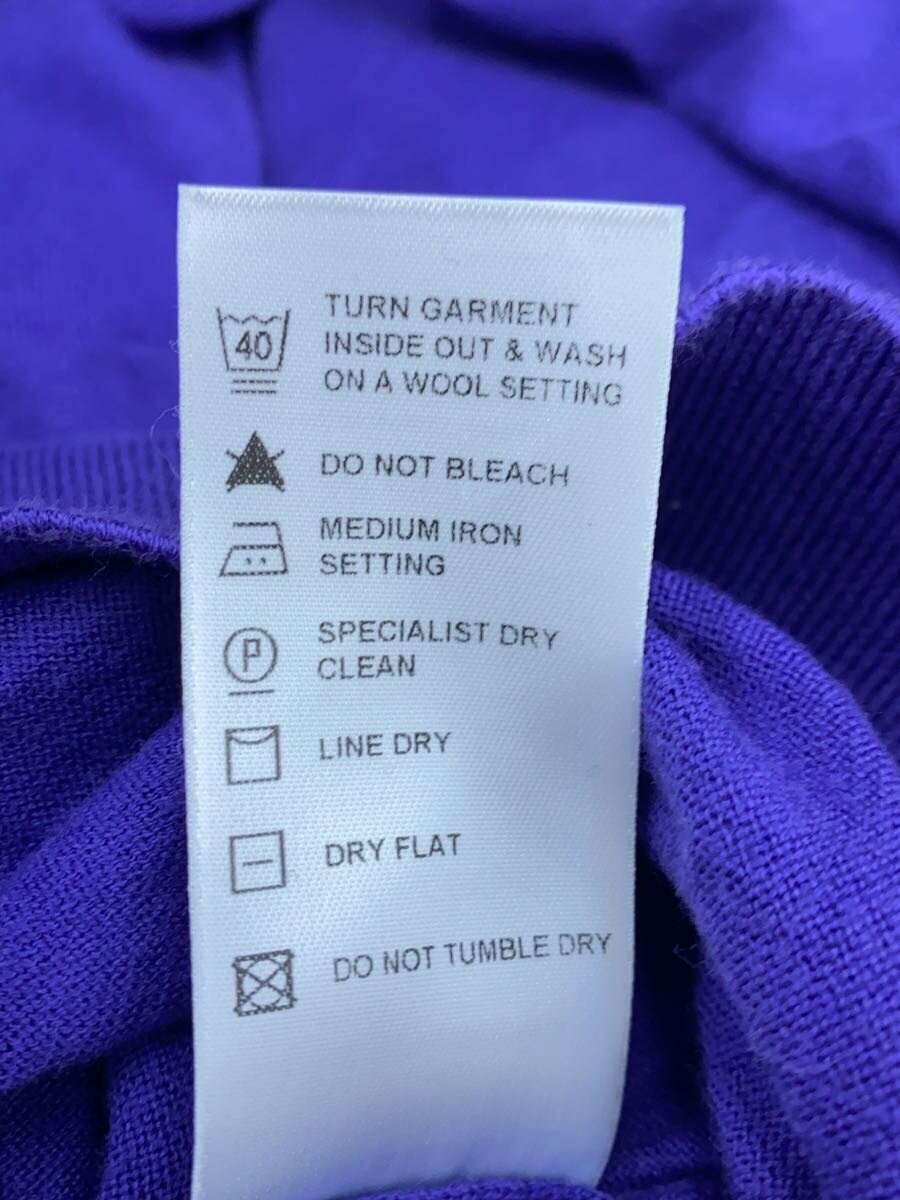 40
TURN GARMENT
INSIDE OUT & WASH
ON A WOOL SETTING
DO NOT BLEACH
MEDIUM IRON
SETTING
P
SPECIALIST DRY
CLEAN
LINE DRY
DRY FLAT
DO NOT TUMBLE DRY